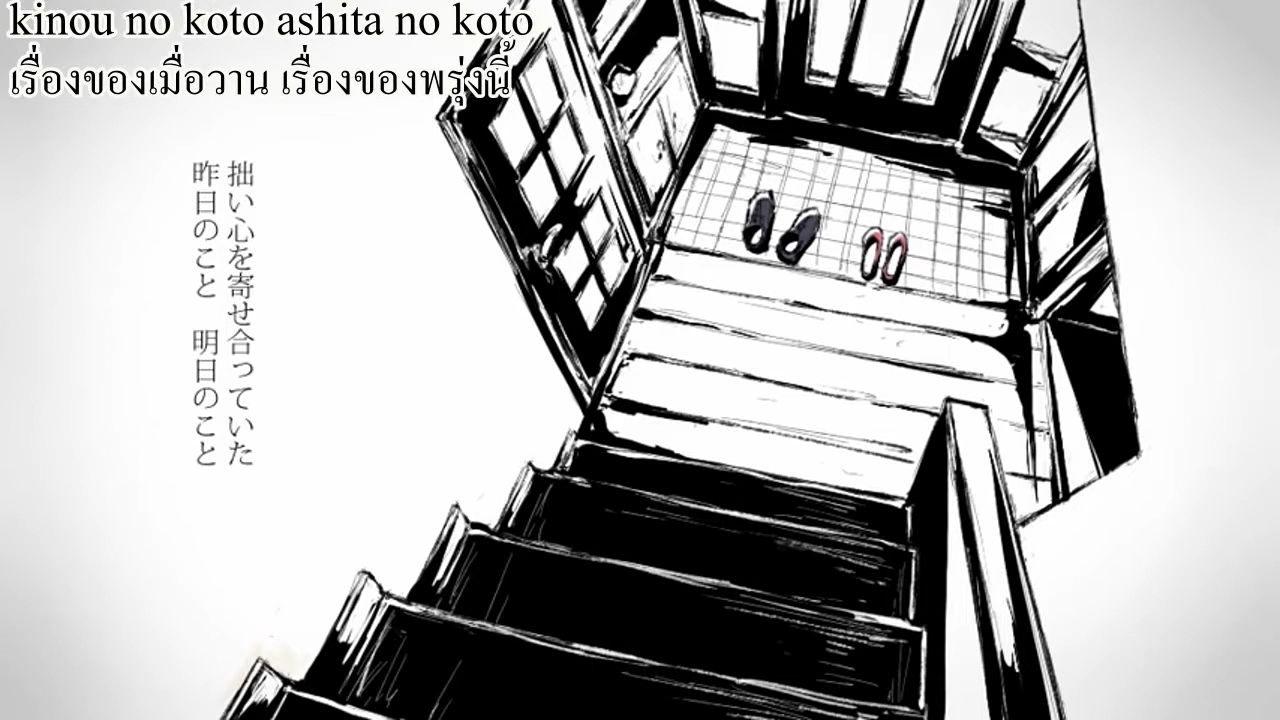 kinou no koto ashita no koto
เรื่องของเมื่อวาน เรื่องของพรุ่งนี้
拙い心を寄せ合っていた
昨日のこと　明日のこと